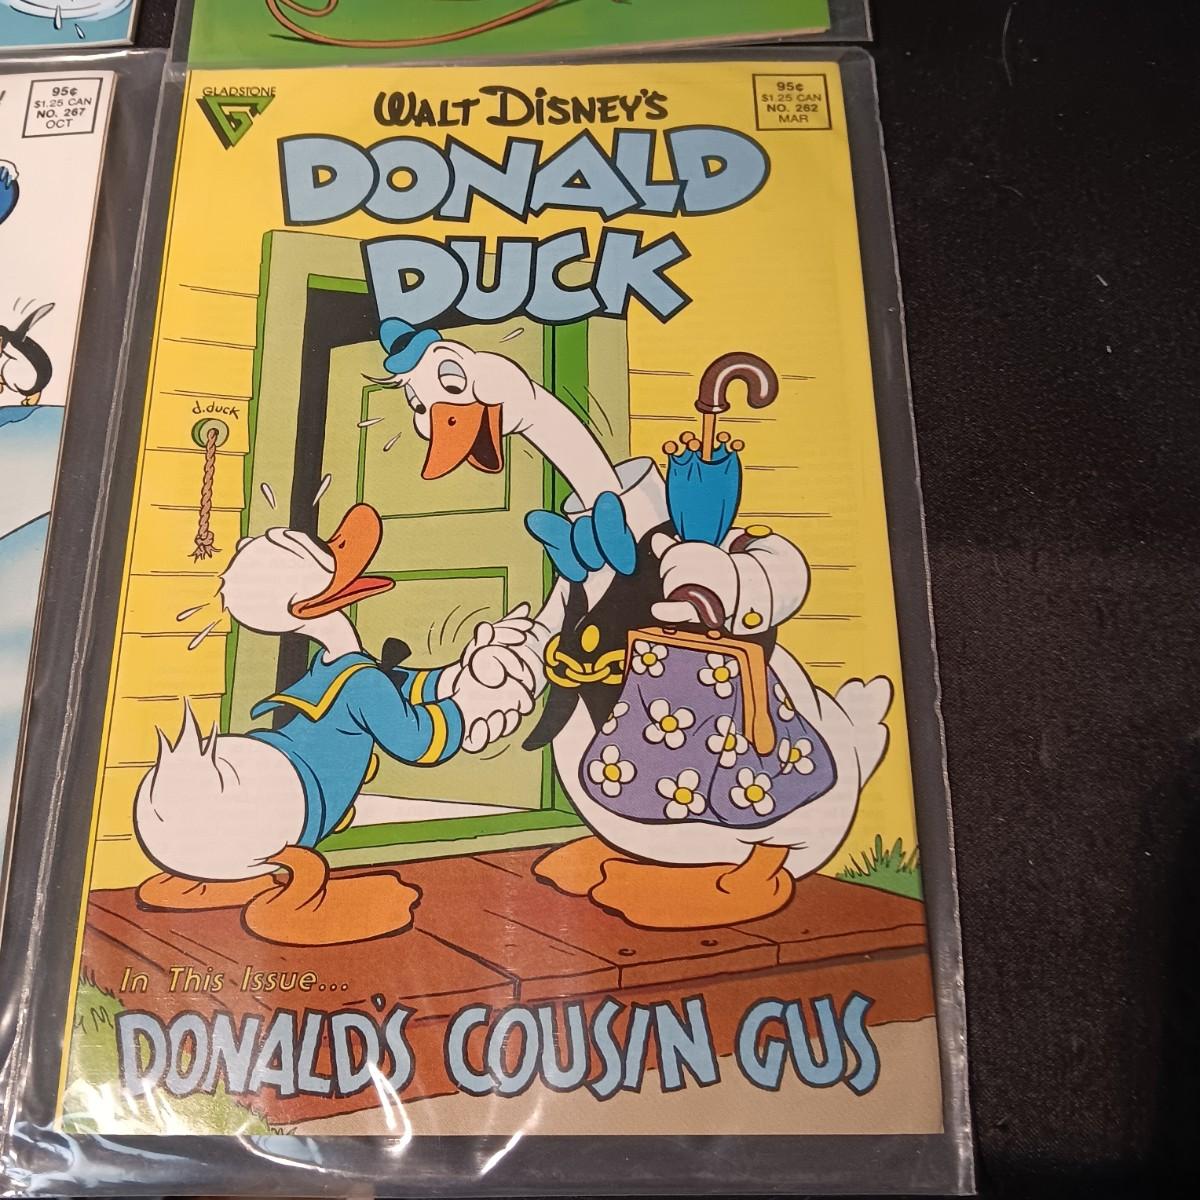 95¢
$1.25 CAN
NO. 267
OCT
GLADSTONE
G
WALT DISNEY'S
DONALD
DUCK
95¢
$1.25 CAN
NO. 262
MAR
d.duck
In This Issue...
DONALD'S COUSIN GUS